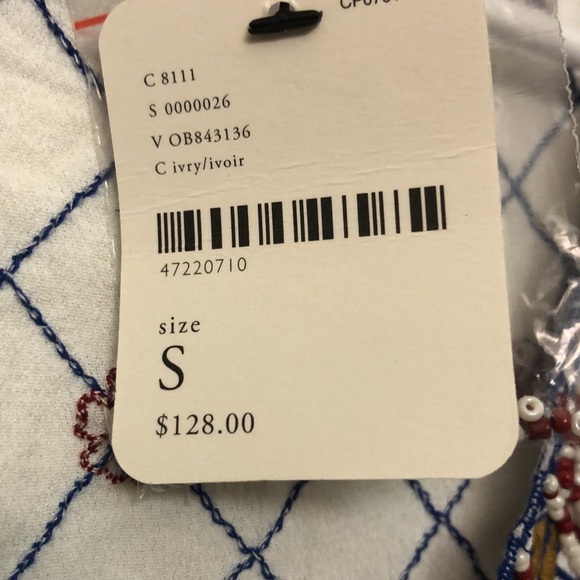 C 8111
S 0000026
V OB843136
C ivry/ivoir
47220710
size
S
$128.00